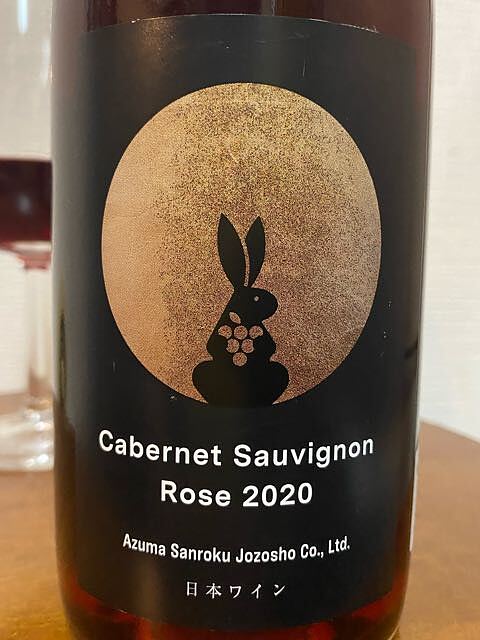 Cabernet Sauvignon
Rose 2020
Azuma Sanroku Jozosho Co., Ltd.
日本ワイン